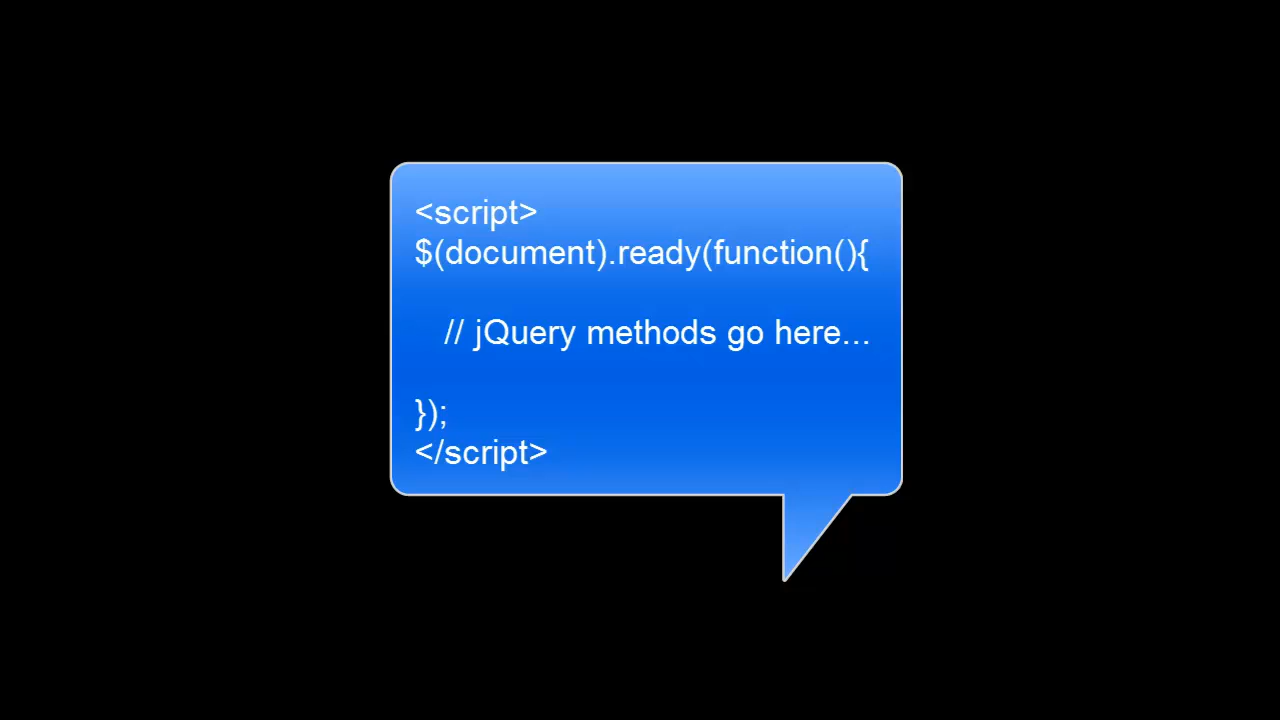 <script>
$(document).ready(function(){
// jQuery methods go here...
});
</script>